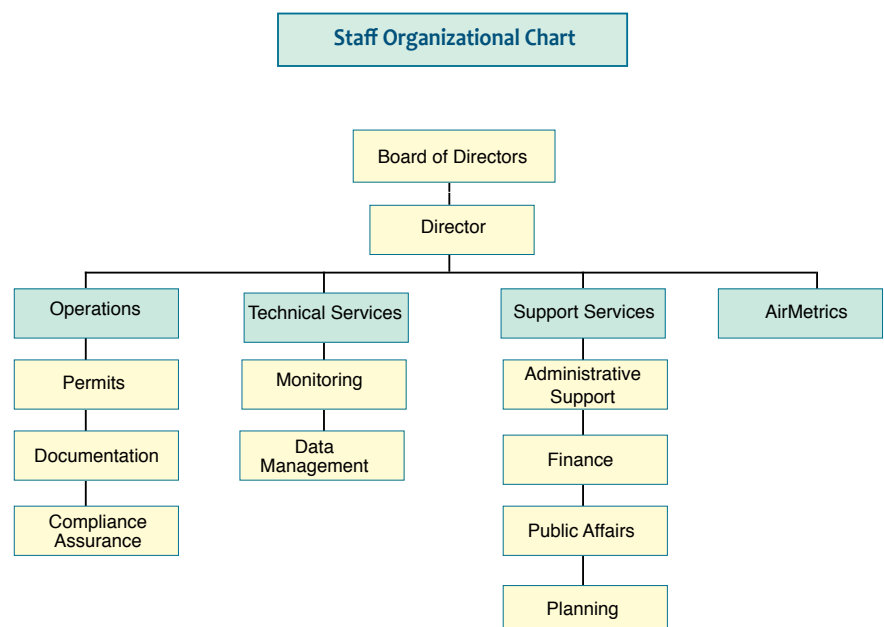 Staff Organizational Chart
Board of Directors
Director
Operations
Technical Services
Support Services
AirMetrics
Permits
Monitoring
Administrative
Support
Documentation
Data
Management
Finance
Compliance
Assurance
Public Affairs
Planning